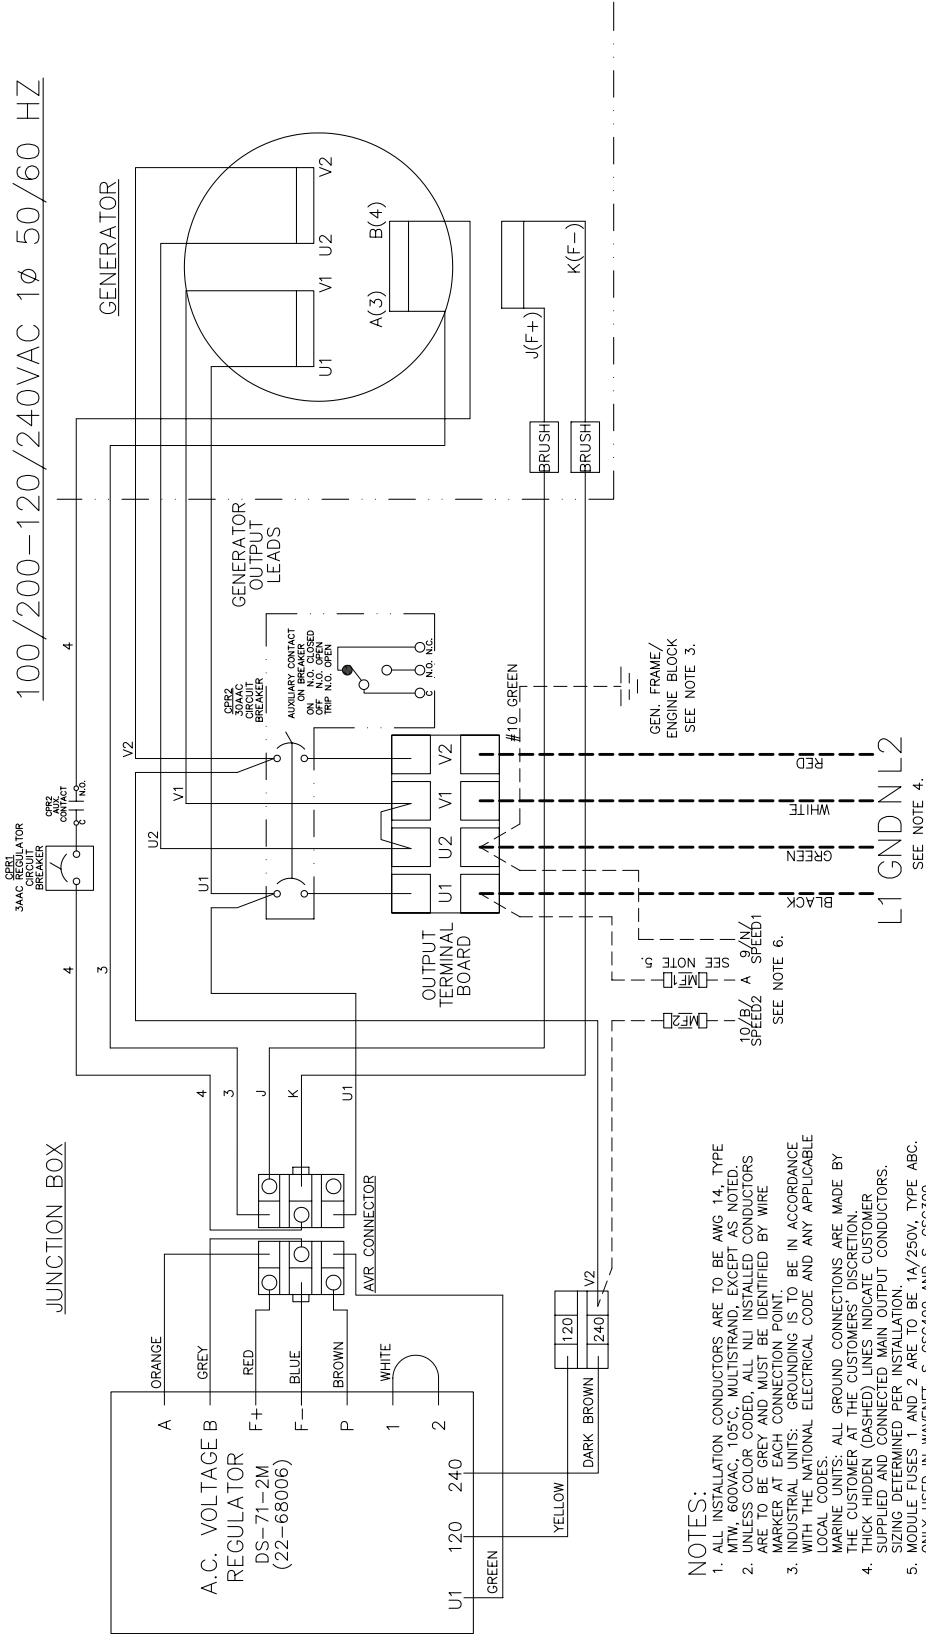 100/200-120/240VAC 1Ø 50/60 HZ
JUNCTION BOX
GENERATOR
CPR1
3AAC REGULATOR
CIRCUIT
BREAKER
CPR2
AUX.
CONTACT
C
N.O.
4
4
3
V2
U2
V1
U1
GENERATOR
OUTPUT
LEADS
CPR2
30AAC
CIRCUIT
BREAKER
AUXILIARY CONTACT
ON BREAKER
ON N.O. CLOSED
OFF N.O. OPEN
TRIP N.O. OPEN
C
N.O.
N.C.
U1
V1
U2
V2
A(3)
B(4)
J(F+)
K(F-)
BRUSH
BRUSH
A.C. VOLTAGE
REGULATOR
DS-71-2M
(22-68006)
A
B
F+
F-
P
1
2
U1
120
240
ORANGE
GREY
RED
BLUE
BROWN
WHITE
GREEN
YELLOW
DARK BROWN
AVR CONNECTOR
4
3
J
K
U1
120
240
V2
OUTPUT
TERMINAL
BOARD
U1
U2
V1
V2
#10 GREEN
GEN. FRAME/
ENGINE BLOCK
SEE NOTE 3.
MF2
MF1
SEE NOTE 5.
10/B/
SPEED2
A
9/N/
SPEED1
SEE NOTE 6.
BLACK
GREEN
WHITE
RED
L1 GND N L2
SEE NOTE 4.
NOTES:
1. ALL INSTALLATION CONDUCTORS ARE TO BE AWG 14, TYPE
MTW, 600VAC, 105°C, MULTISTRAND, EXCEPT AS NOTED.
2. UNLESS COLOR CODED, ALL NLI INSTALLED CONDUCTORS
ARE TO BE GREY AND MUST BE IDENTIFIED BY WIRE
MARKER AT EACH CONNECTION POINT.
3. INDUSTRIAL UNITS: GROUNDING IS TO BE IN ACCORDANCE
WITH THE NATIONAL ELECTRICAL CODE AND ANY APPLICABLE
LOCAL CODES.
MARINE UNITS: ALL GROUND CONNECTIONS ARE MADE BY
THE CUSTOMER AT THE CUSTOMERS' DISCRETION.
4. THICK HIDDEN (DASHED) LINES INDICATE CUSTOMER
SUPPLIED AND CONNECTED MAIN OUTPUT CONDUCTORS.
SIZING DETERMINED PER INSTALLATION.
5. MODULE FUSES 1 AND 2 ARE TO BE 1A/250V, TYPE ABC.